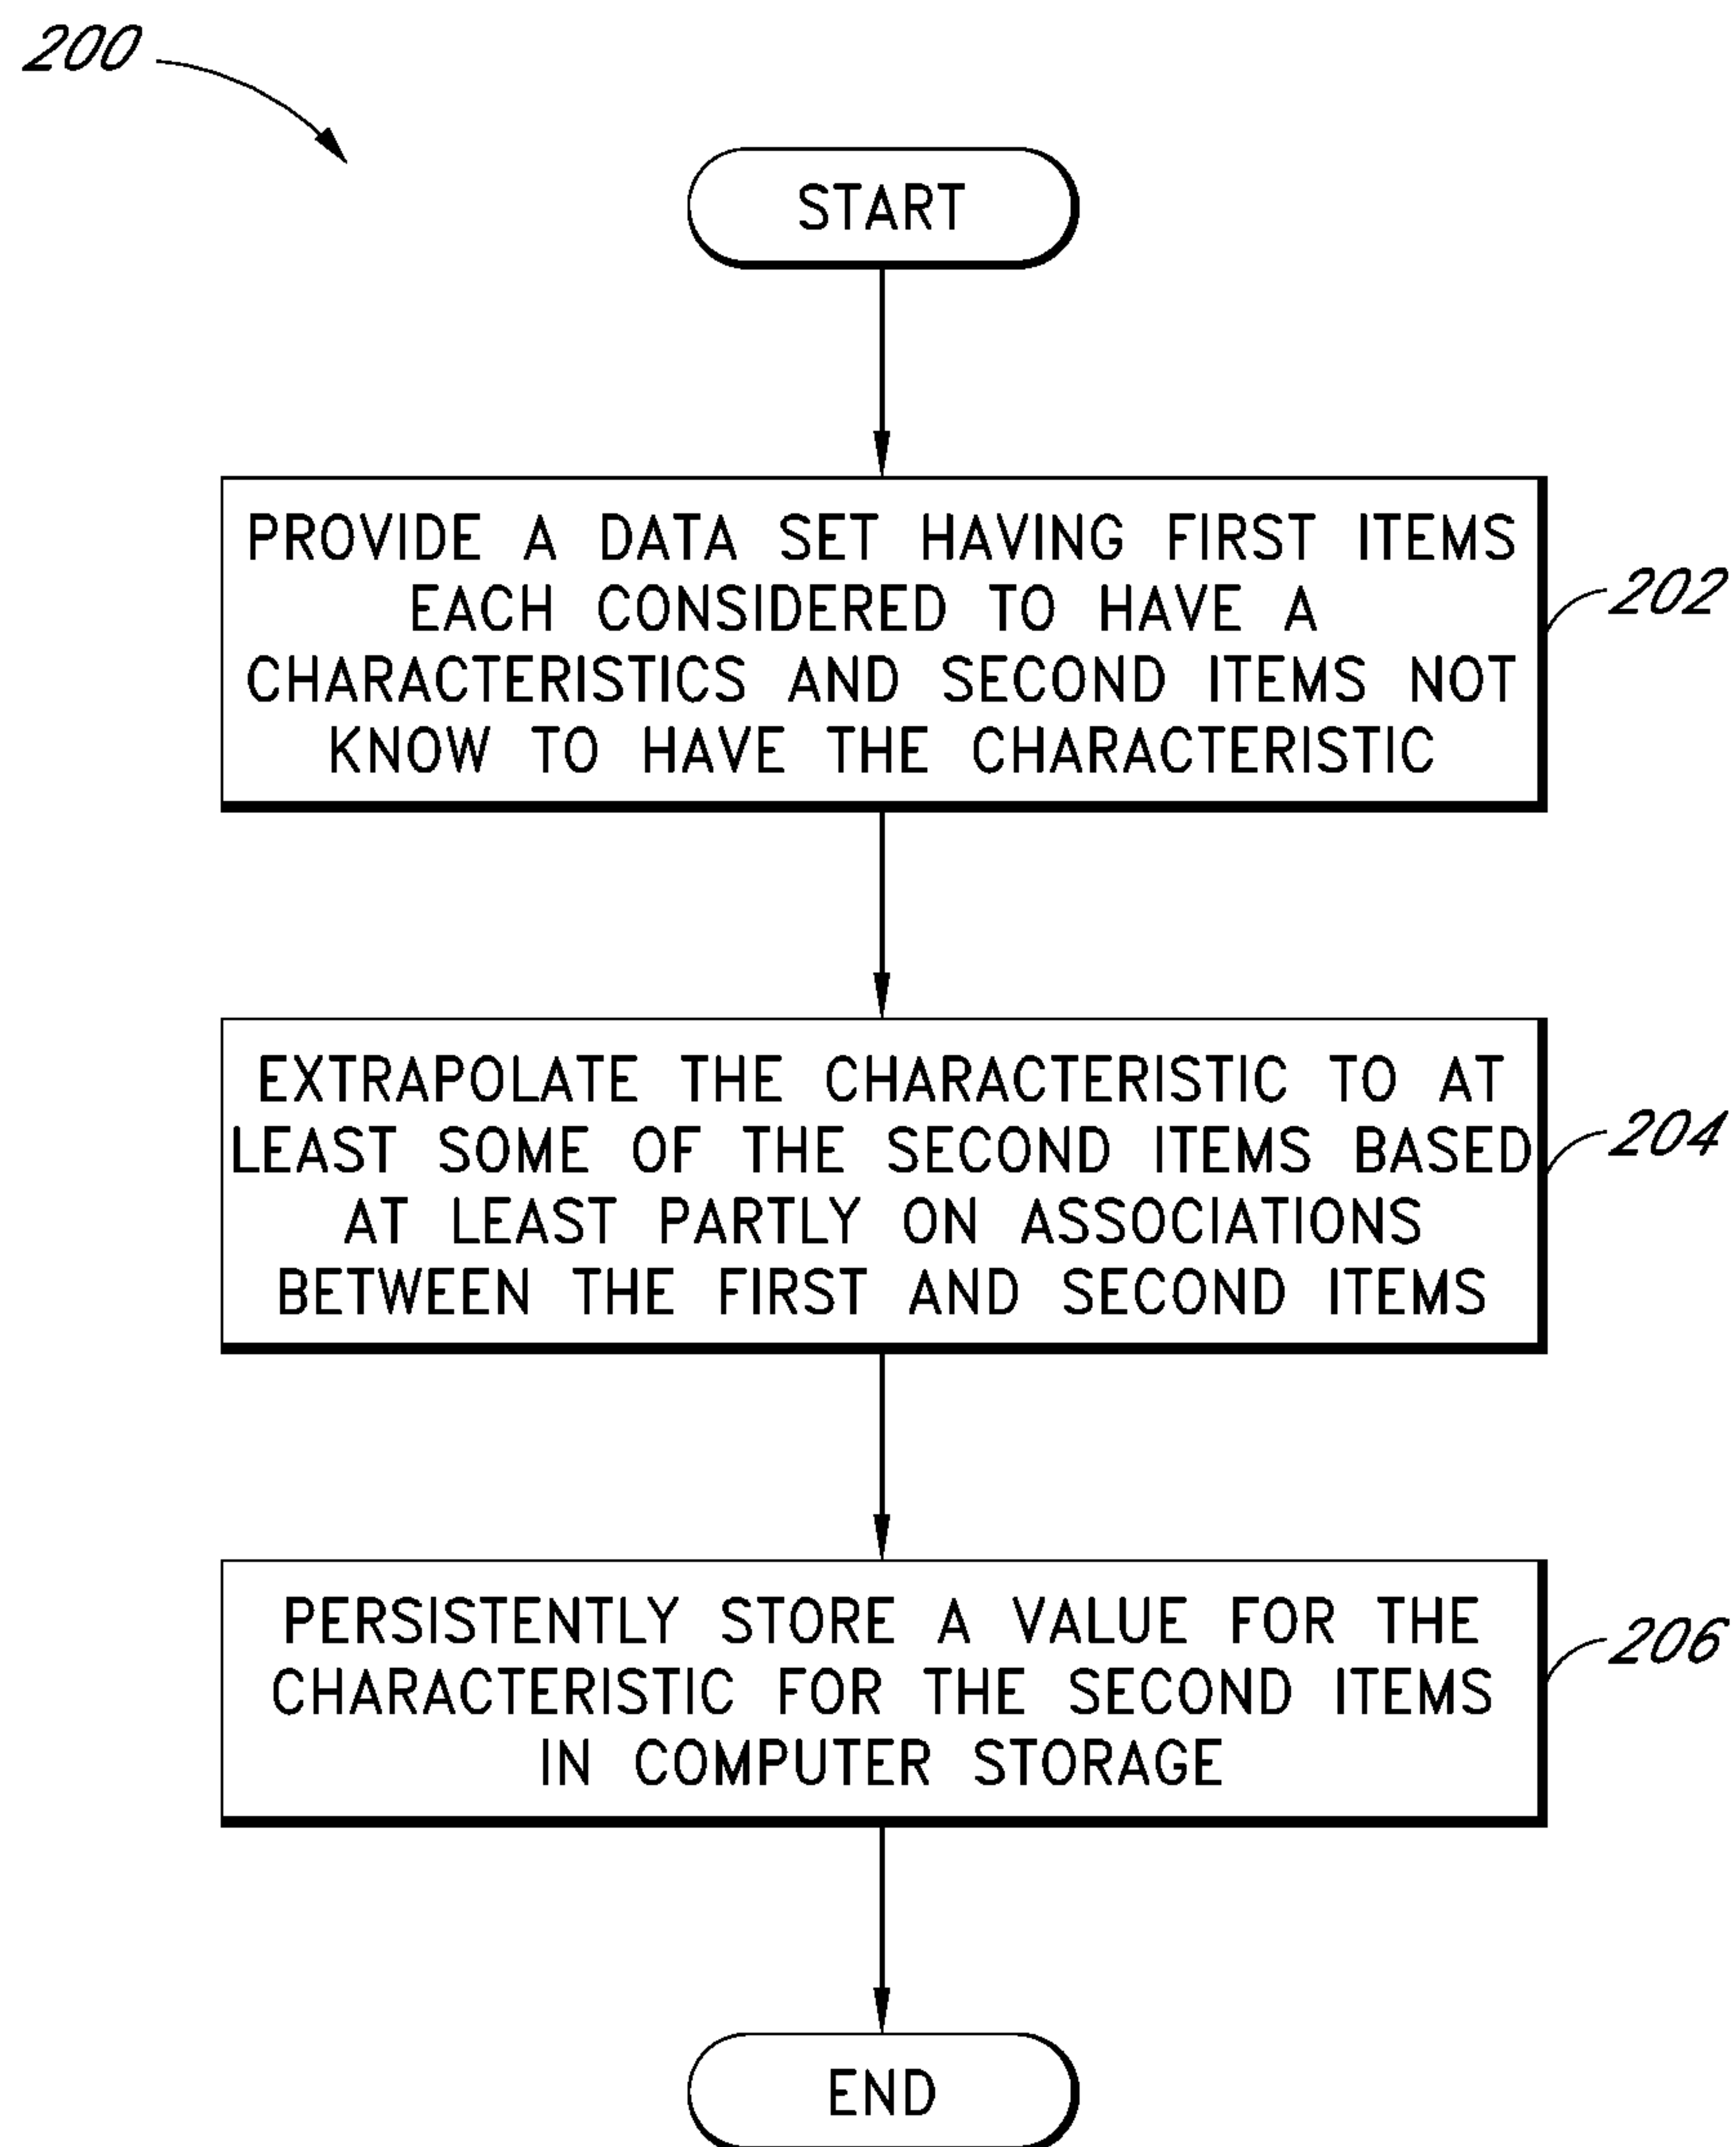 200
START
PROVIDE A DATA SET HAVING FIRST ITEMS
EACH CONSIDERED TO HAVE A
CHARACTERISTICS AND SECOND ITEMS NOT
KNOW TO HAVE THE CHARACTERISTIC
202
EXTRAPOLATE THE CHARACTERISTIC TO AT
LEAST SOME OF THE SECOND ITEMS BASED
AT LEAST PARTLY ON ASSOCIATIONS
BETWEEN THE FIRST AND SECOND ITEMS
204
PERSISTENTLY STORE A VALUE FOR THE
CHARACTERISTIC FOR THE SECOND ITEMS
IN COMPUTER STORAGE
206
END